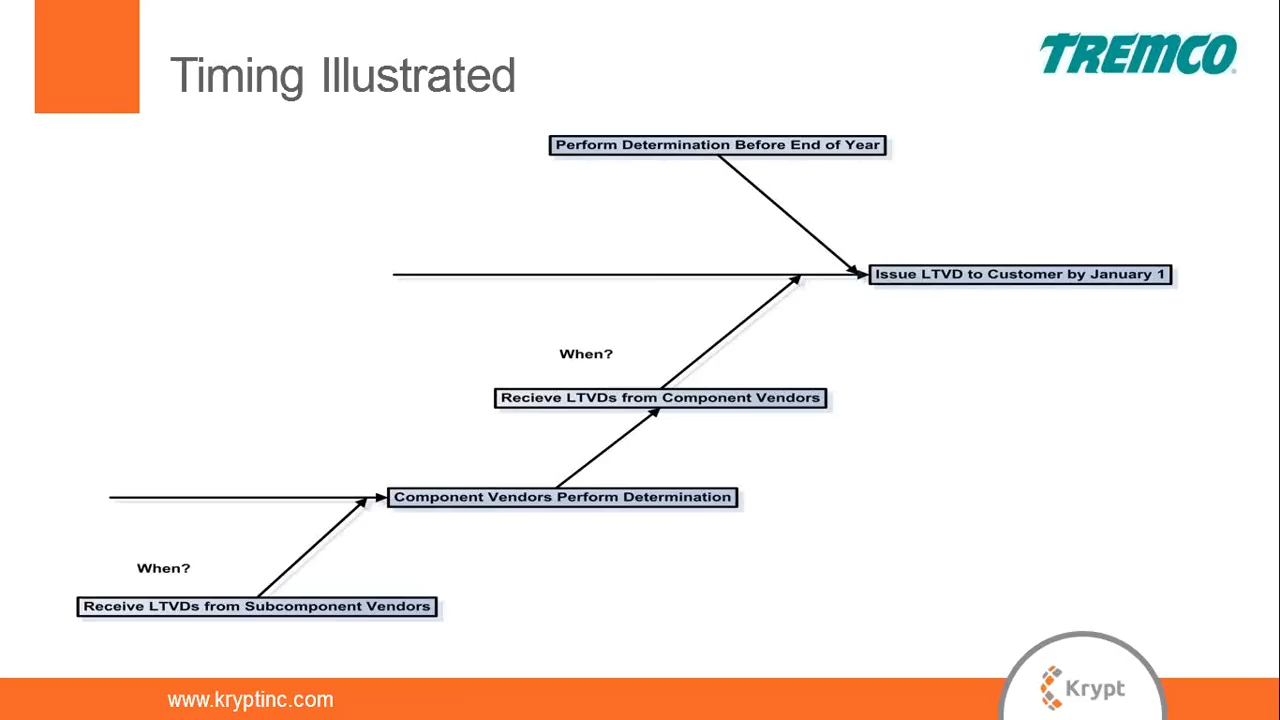 Timing Illustrated
TREMCO
Perform Determination Before End of Year
Issue LTVD to Customer by January 1
When?
Recieve LTVDs from Component Vendors
Component Vendors Perform Determination
When?
Receive LTVDs from Subcomponent Vendors
www.kryptinc.com
Krypt